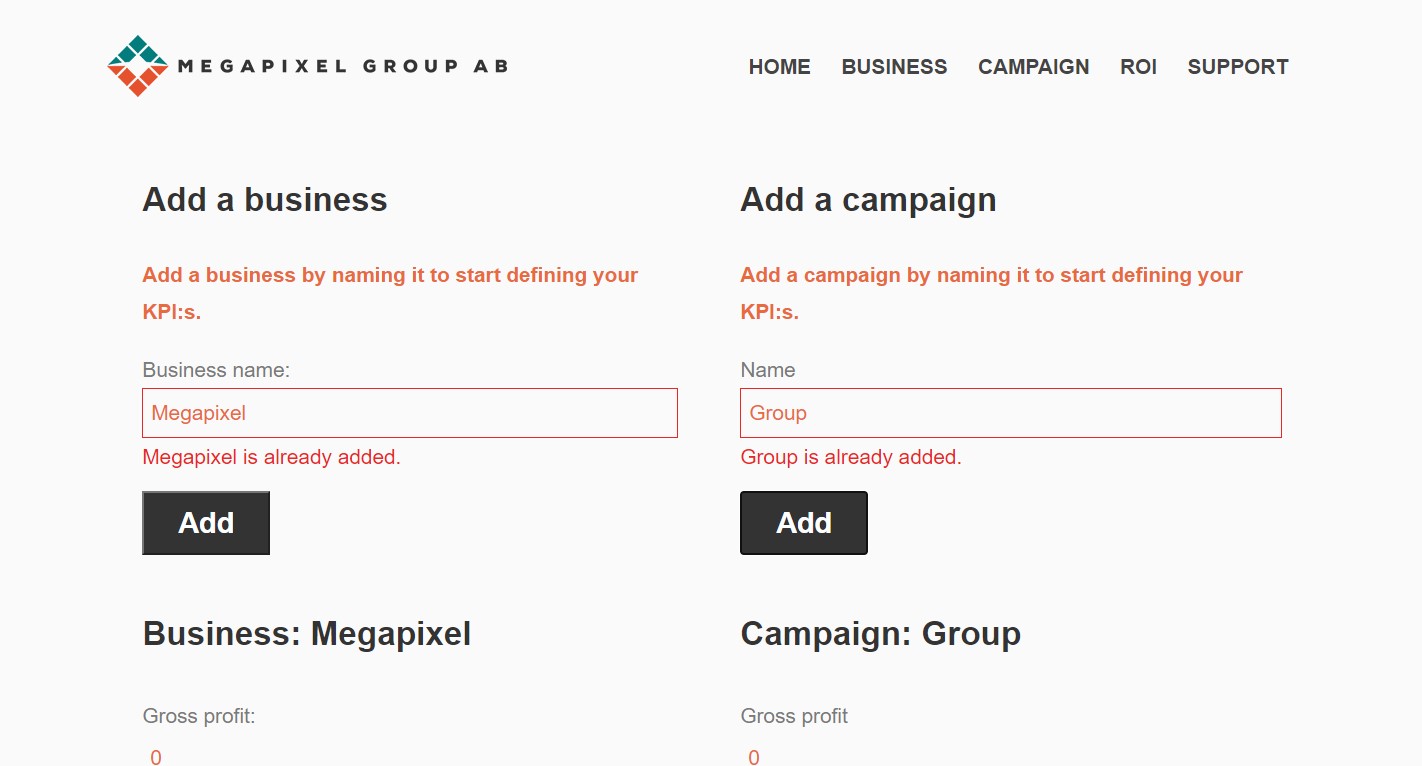 MEGAPIXEL GROUP AB
HOME BUSINESS CAMPAIGN ROI SUPPORT
Add a business
Add a business by naming it to start defining your
KPI:s.
Business name:
Megapixel
Megapixel is already added.
Add
Business: Megapixel
Gross profit:
0
Add a campaign
Add a campaign by naming it to start defining your
KPI:s.
Name
Group
Group is already added.
Add
Campaign: Group
Gross profit
0